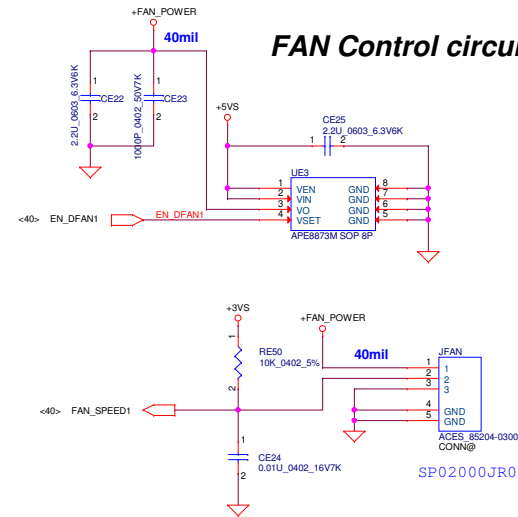 +FAN_POWER
40mil
FAN Control circui
1
CE22
2
2.2U_0603_6.3V6K
1
CE23
2
1000P_0402_50V7K
+5VS
CE25
2.2U_0603_6.3V6K
1 2
UE3
1 VEN GND 8
2 VIN GND 7
3 VO GND 6
4 VSET GND 5
APE8873M SOP 8P
<40> EN_DFAN1 EN_DFAN1
+3VS
+FAN_POWER
1
RE50
10K_0402_5%
2
40mil
JFAN
1 1
2 2
3 3
4 GND
5 GND
ACES_85204-0300
CONN@
<40> FAN_SPEED1
1
CE24
0.01U_0402_16V7K
2
SP02000JR0